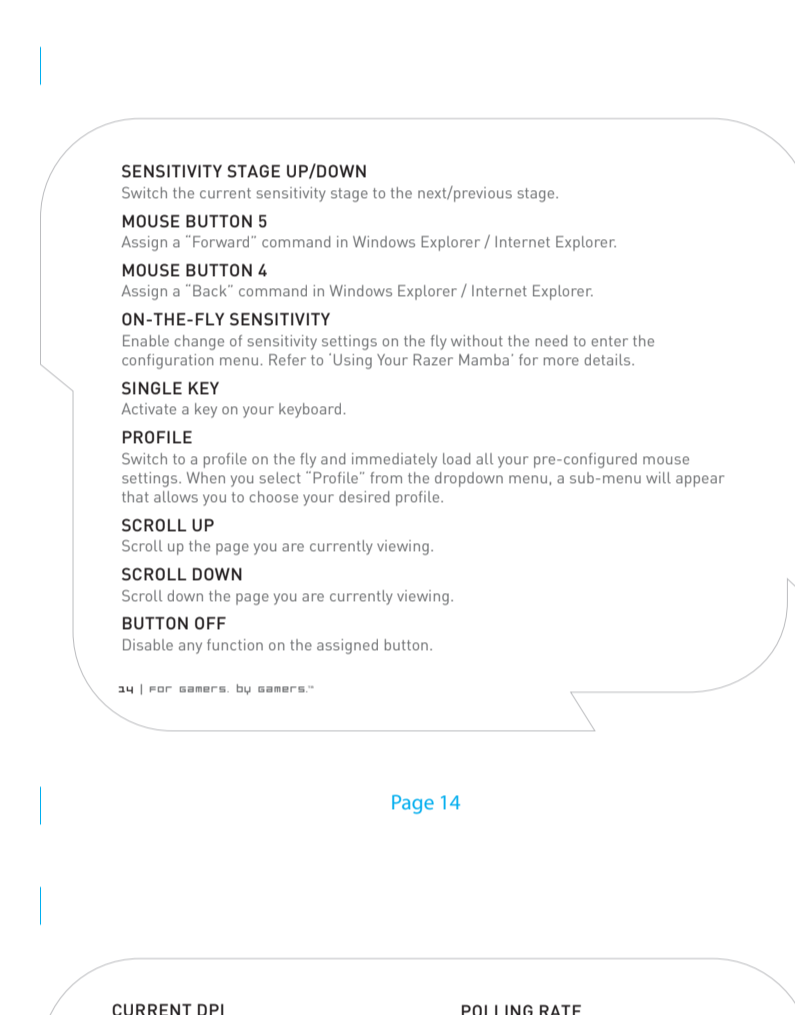 SENSITIVITY STAGE UP/DOWN
Switch the current sensitivity stage to the next/previous stage.
MOUSE BUTTON 5
Assign a “Forward” command in Windows Explorer / Internet Explorer.
MOUSE BUTTON 4
Assign a “Back” command in Windows Explorer / Internet Explorer.
ON-THE-FLY SENSITIVITY
Enable change of sensitivity settings on the fly without the need to enter the
configuration menu. Refer to ‘Using Your Razer Mamba’ for more details.
SINGLE KEY
Activate a key on your keyboard.
PROFILE
Switch to a profile on the fly and immediately load all your pre-configured mouse
settings. When you select “Profile” from the dropdown menu, a sub-menu will appear
that allows you to choose your desired profile.
SCROLL UP
Scroll up the page you are currently viewing.
SCROLL DOWN
Scroll down the page you are currently viewing.
BUTTON OFF
Disable any function on the assigned button.
14 | For Gamers. by Gamers.™
Page 14
CURRENT DPI POLLING RATE